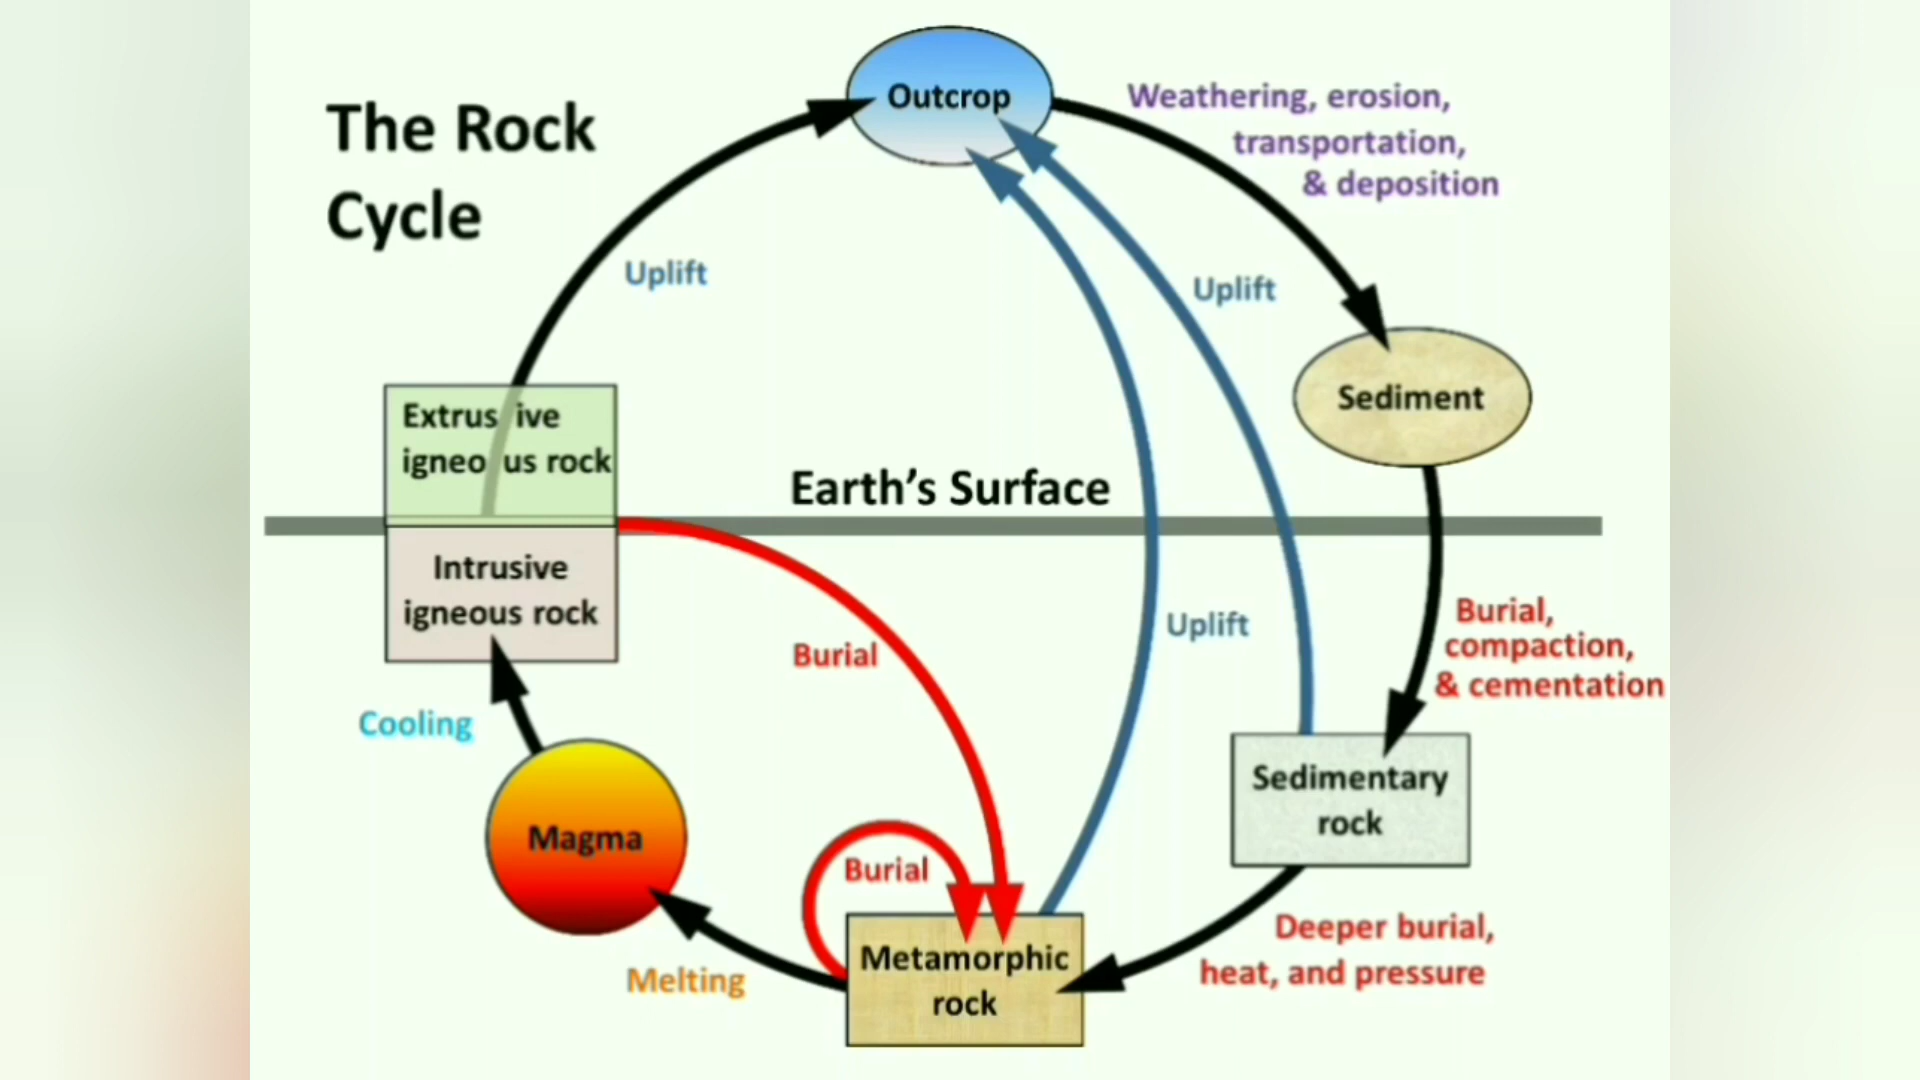 The Rock
Cycle
Outcrop
Weathering, erosion,
transportation,
& deposition
Uplift
Uplift
Sediment
Extrus ive
igneo us rock
Earth's Surface
Intrusive
igneous rock
Burial,
compaction,
& cementation
Uplift
Burial
Cooling
Sedimentary
rock
Magma
Burial
Deeper burial,
heat, and pressure
Metamorphic
rock
Melting